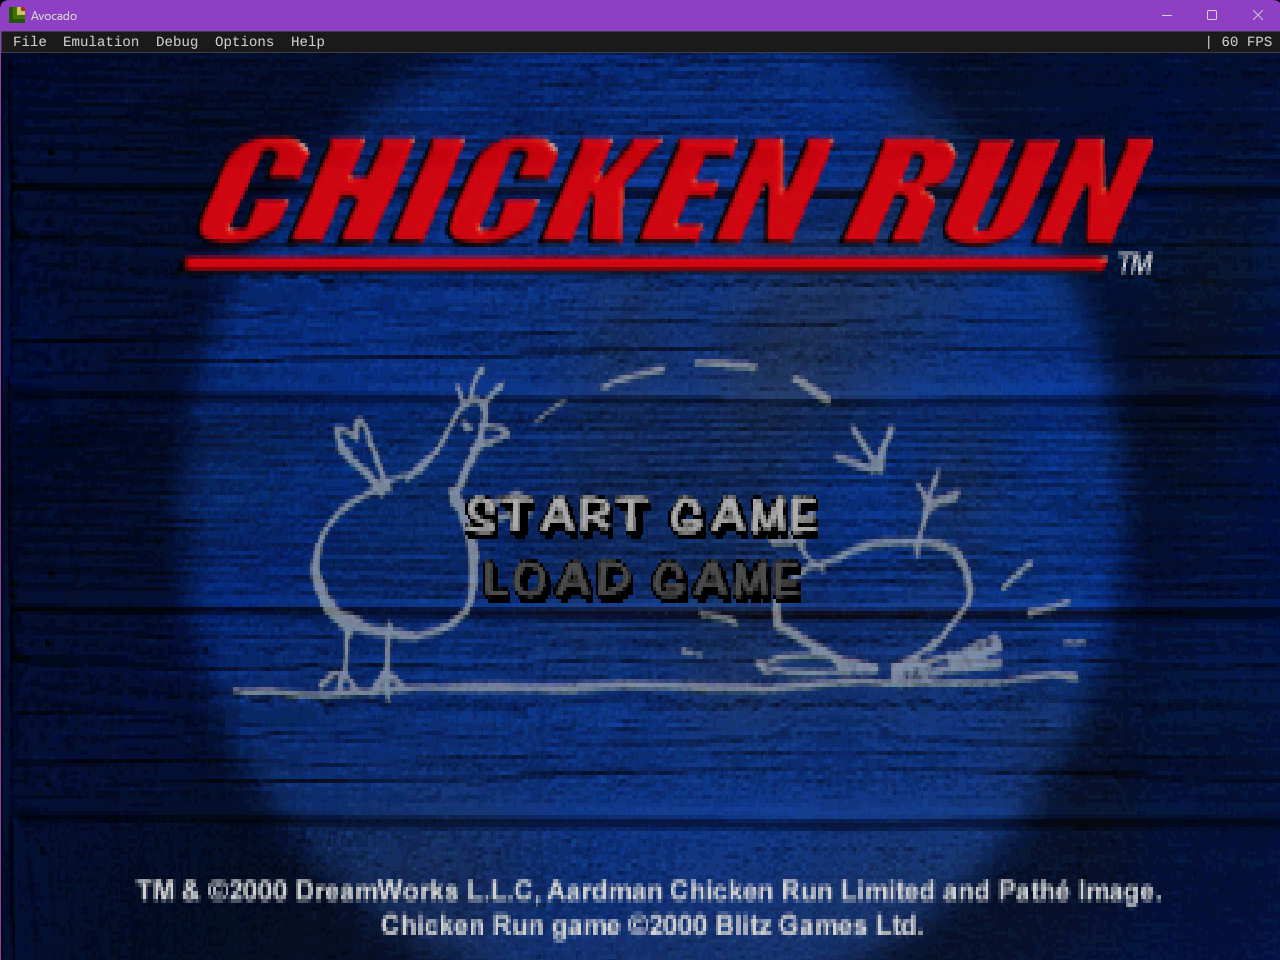 Avocado
File Emulation Debug Options Help | 60 FPS
CHICKEN RUN
TM
START GAME
LOAD GAME
TM & ©2000 DreamWorks L.L.C, Aardman Chicken Run Limited and Pathé Image.
Chicken Run game ©2000 Blitz Games Ltd.